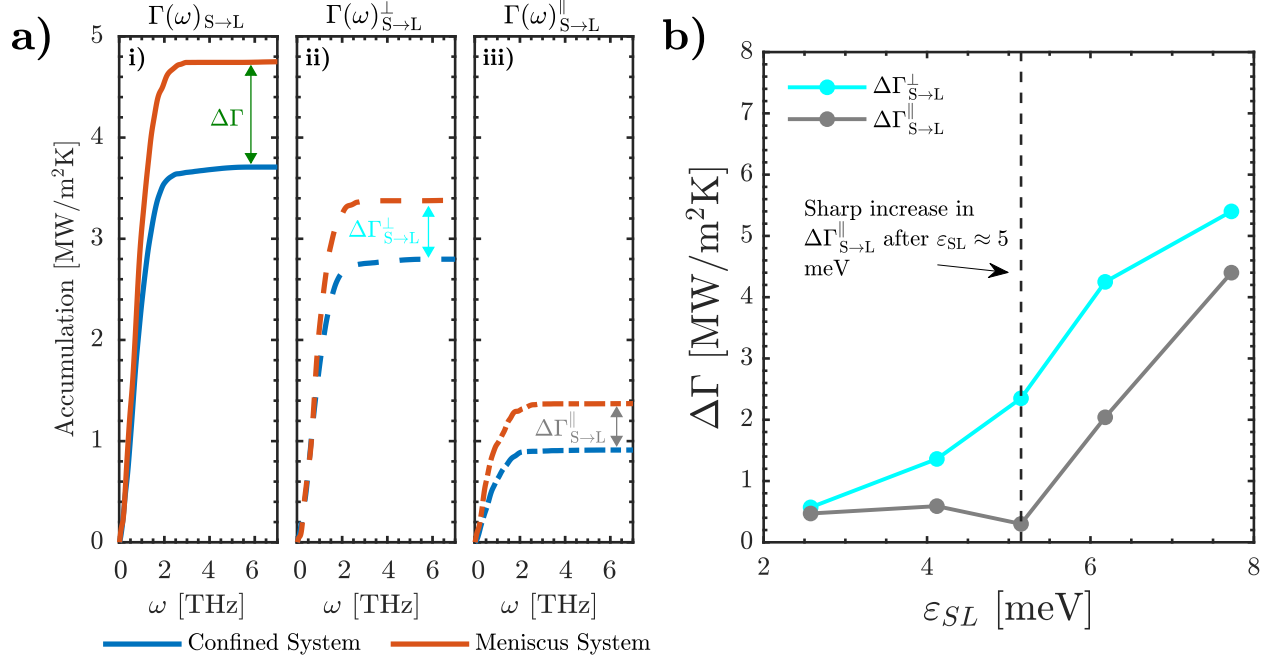 a)
Γ(ω)S→L
Γ(ω)⊥S→L
Γ(ω)∥S→L
i)
ii)
iii)
ΔΓ
ΔΓ⊥S→L
ΔΓ∥S→L
Accumulation [MW/m²K]
5
4
3
2
1
0
0 2 4 6
0 2 4 6
0 2 4 6
ω [THz]
ω [THz]
ω [THz]
Confined System
Meniscus System
b)
ΔΓ⊥S→L
ΔΓ∥S→L
Sharp increase in
ΔΓ∥S→L after εSL ≈ 5
meV
ΔΓ [MW/m²K]
8
7
6
5
4
3
2
1
0
2 4 6 8
εSL [meV]